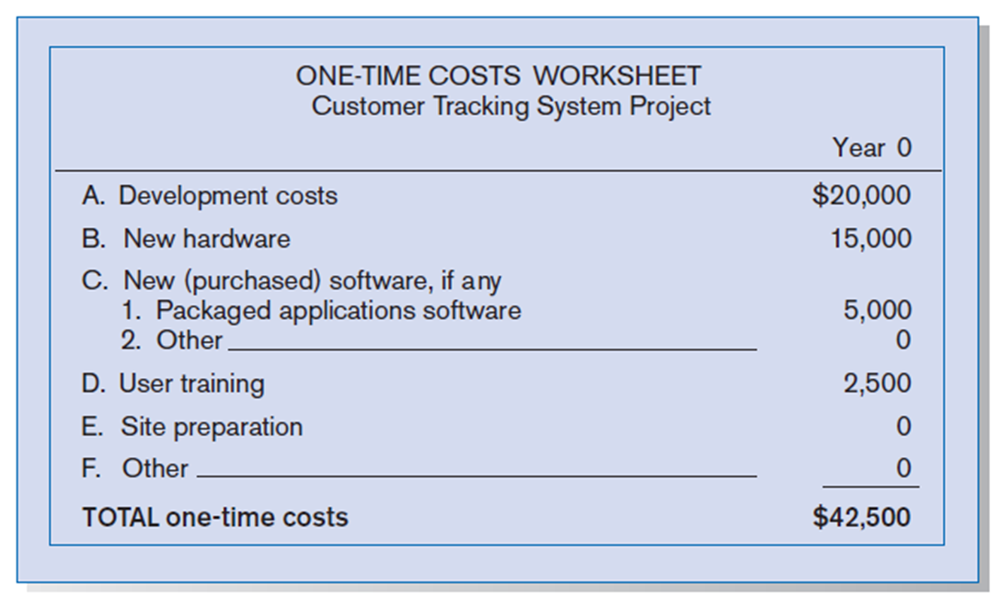 ONE-TIME COSTS WORKSHEET
Customer Tracking System Project
Year 0
A. Development costs $20,000
B. New hardware 15,000
C. New (purchased) software, if any
1. Packaged applications software 5,000
2. Other 0
D. User training 2,500
E. Site preparation 0
F. Other 0
TOTAL one-time costs $42,500